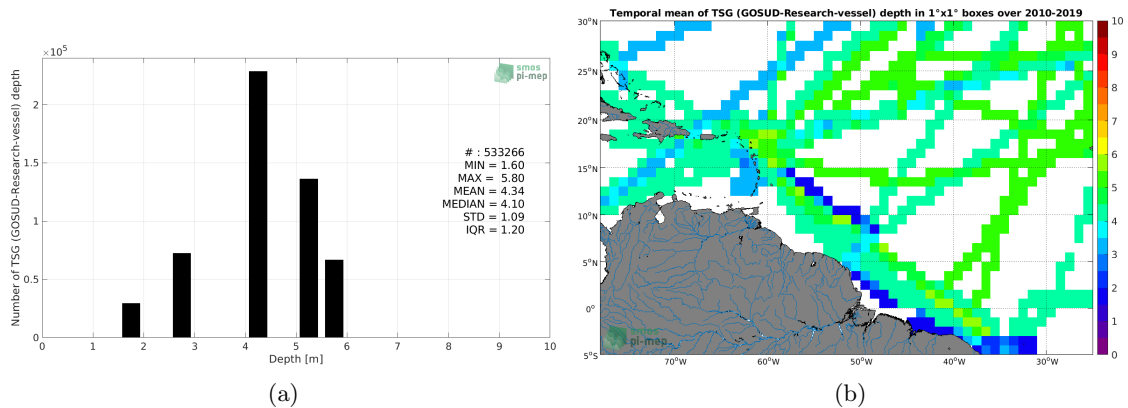 ×10⁵
Number of TSG (GOSUD-Research-vessel) depth
2
1.5
1
0.5
0
0 1 2 3 4 5 6 7 8 9 10
Depth [m]
smos
pi-mep
# : 533266
MIN = 1.60
MAX = 5.80
MEAN = 4.34
MEDIAN = 4.10
STD = 1.09
IQR = 1.20
(a)
Temporal mean of TSG (GOSUD-Research-vessel) depth in 1°x1° boxes over 2010-2019
30°N
25°N
20°N
15°N
10°N
5°N
0°
5°S
70°W 60°W 50°W 40°W 30°W
smos
pi-mep
10
9
8
7
6
5
4
3
2
1
0
(b)